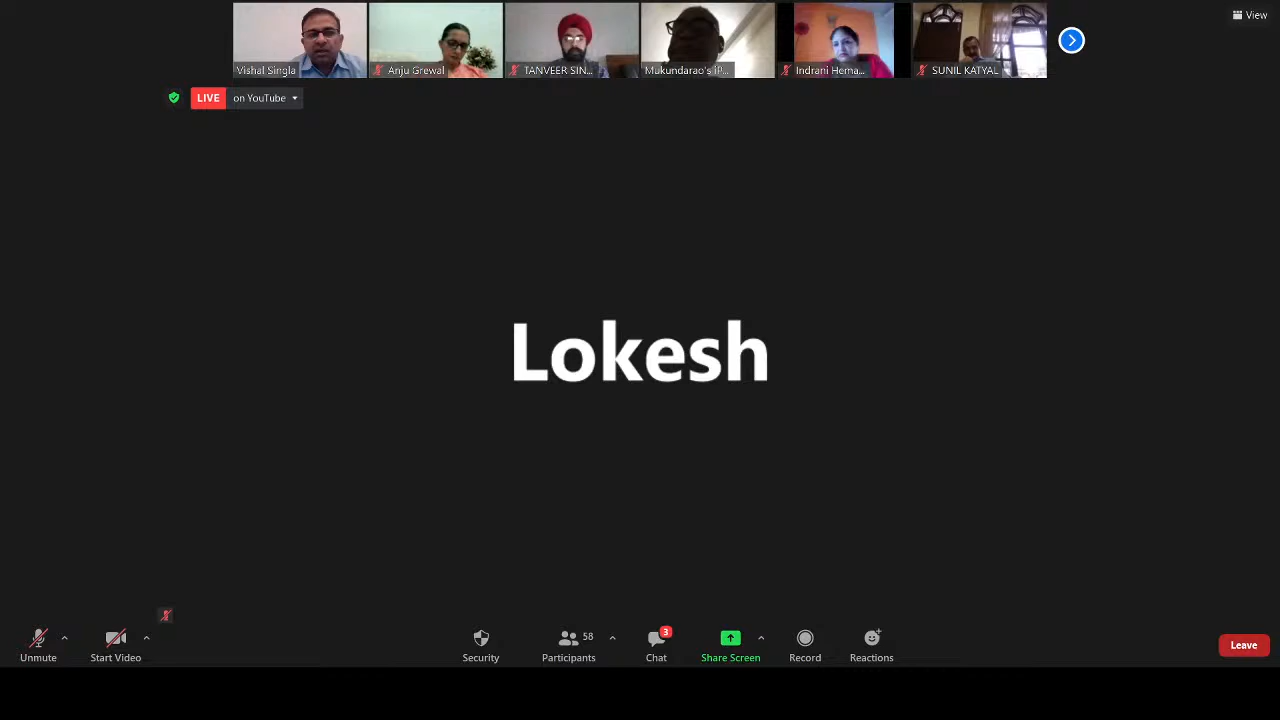 View
Vishal Singla
Anju Grewal
TANVEER SIN...
Mukundarao's iP...
Indrani Hema...
SUNIL KATYAL
LIVE on YouTube
Lokesh
58
3
Unmute
Start Video
Security
Participants
Chat
Share Screen
Record
Reactions
Leave